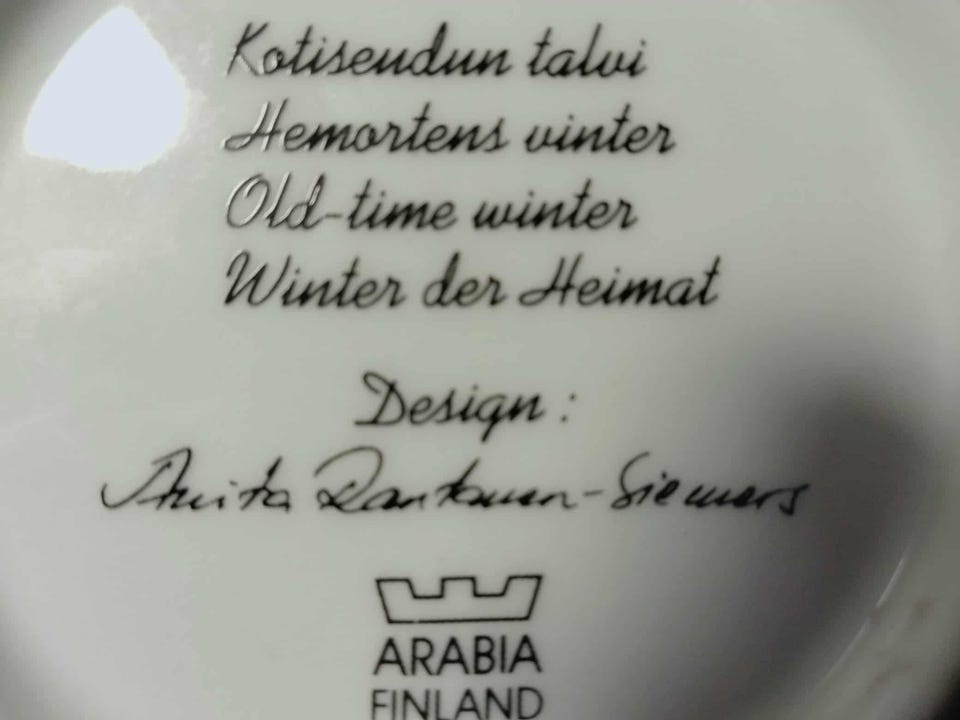 Kotiseudun talvi
Hemortens vinter
Old-time winter
Winter der Heimat
Design:
Anita Rantanen-Siemers
ARABIA
FINLAND